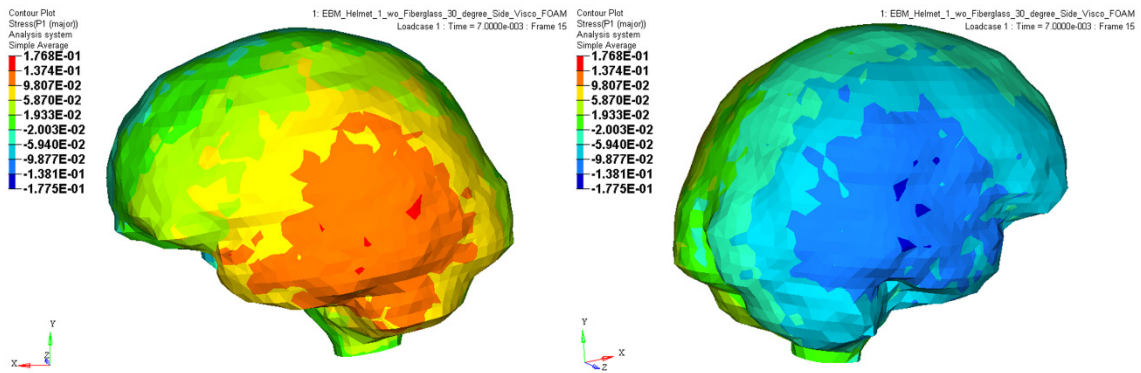 Contour Plot
Stress(P1 (major))
Analysis system
Simple Average
1.768E-01
1.374E-01
9.807E-02
5.870E-02
1.933E-02
-2.003E-02
-5.940E-02
-9.877E-02
-1.381E-01
-1.775E-01
1: EBM_Helmet_1_wo_Fiberglass_30_degree_Side_Visco_FOAM
Loadcase 1 : Time = 7.0000e-003 : Frame 15
Y
Z
X
Contour Plot
Stress(P1 (major))
Analysis system
Simple Average
1.768E-01
1.374E-01
9.807E-02
5.870E-02
1.933E-02
-2.003E-02
-5.940E-02
-9.877E-02
-1.381E-01
-1.775E-01
1: EBM_Helmet_1_wo_Fiberglass_30_degree_Side_Visco_FOAM
Loadcase 1 : Time = 7.0000e-003 : Frame 15
Y
X
Z